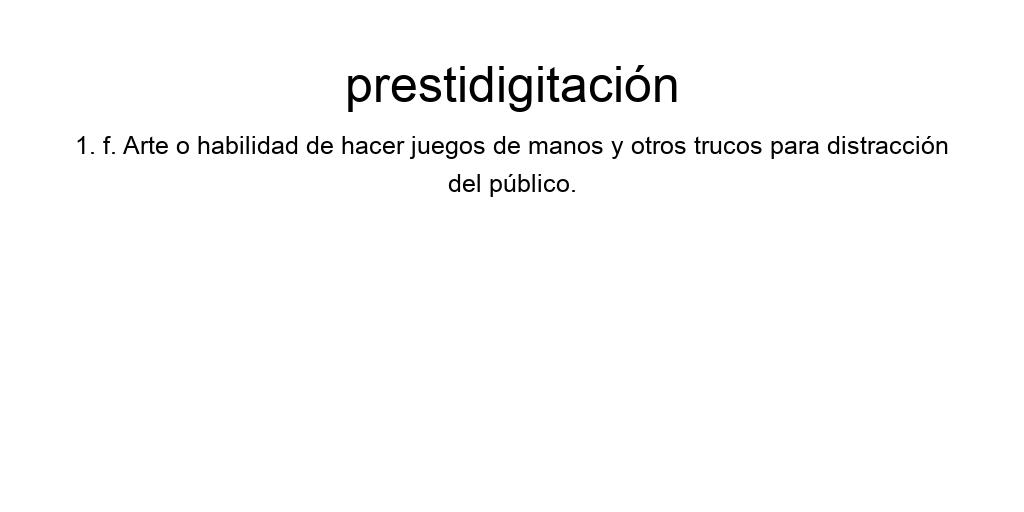 prestidigitación
1. f. Arte o habilidad de hacer juegos de manos y otros trucos para distracción
del público.